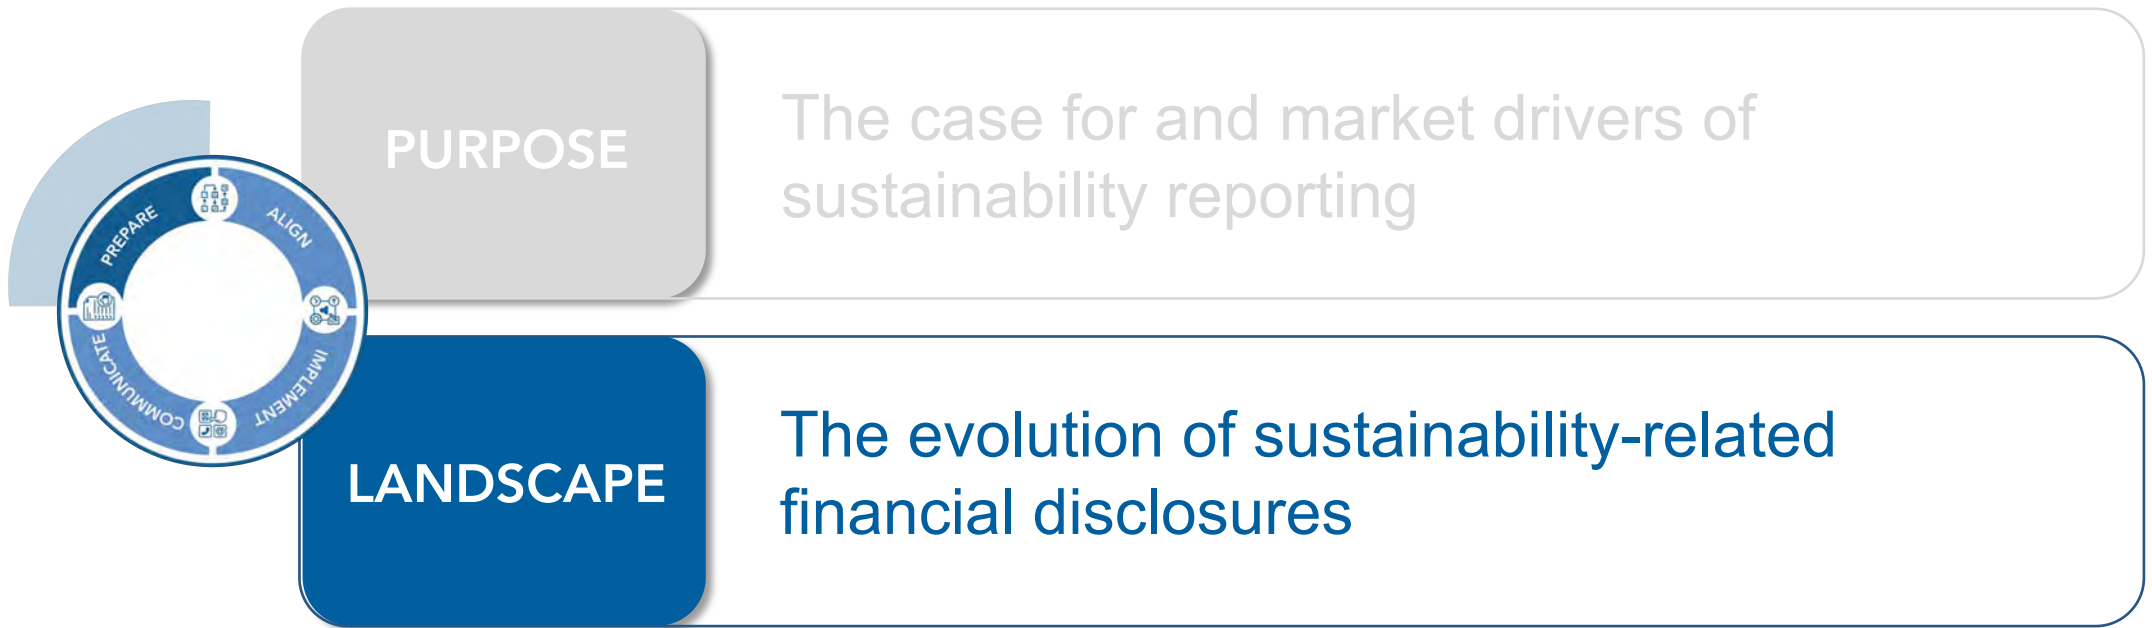 PURPOSE
The case for and market drivers of
sustainability reporting
PREPARE
ALIGN
IMPLEMENT
COMMUNICATE
LANDSCAPE
The evolution of sustainability-related
financial disclosures